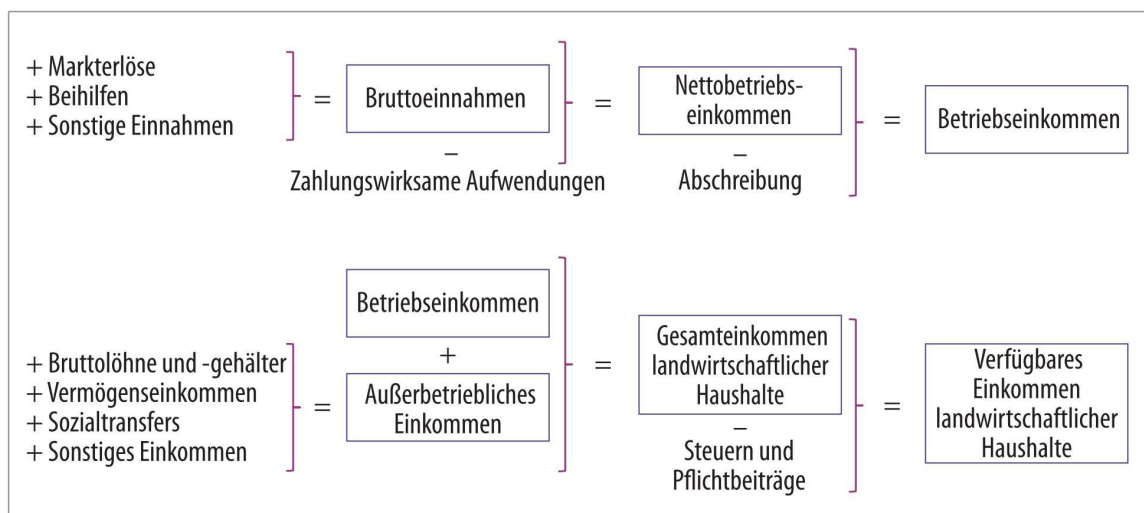 + Markterlöse
+ Beihilfen
+ Sonstige Einnahmen
=
Bruttoeinnahmen
–
Zahlungswirksame Aufwendungen
=
Nettobetriebs-
einkommen
–
Abschreibung
=
Betriebseinkommen
+ Bruttolöhne und -gehälter
+ Vermögenseinkommen
+ Sozialtransfers
+ Sonstiges Einkommen
=
Betriebseinkommen
+
Außerbetriebliches
Einkommen
=
Gesamteinkommen
landwirtschaftlicher
Haushalte
–
Steuern und
Pflichtbeiträge
=
Verfügbares
Einkommen
landwirtschaftlicher
Haushalte